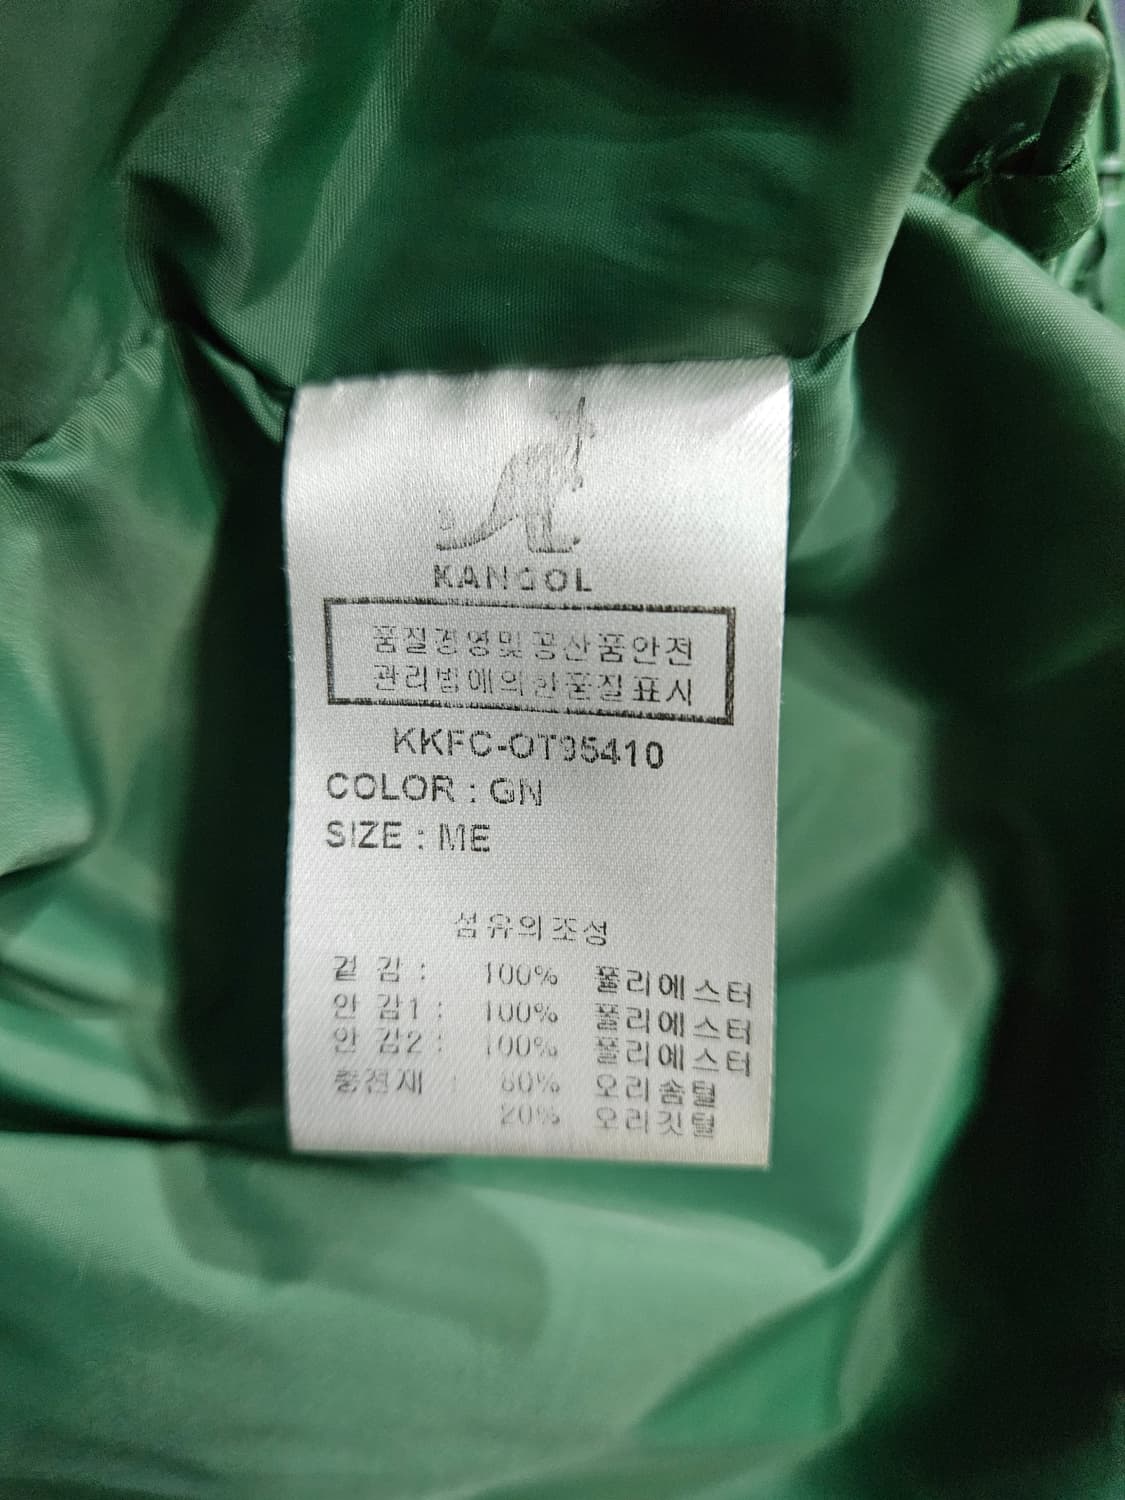 KANGOL
품질경영및 공산품안전
관리법에의한품질표시
KKFC-OT95410
COLOR : GN
SIZE : ME
섬유의조성
겉 감 : 100% 폴리에스터
안 감1 : 100% 폴리에스터
안 감2 : 100% 폴리에스터
충전재 : 80% 오리솜털
20% 오리깃털